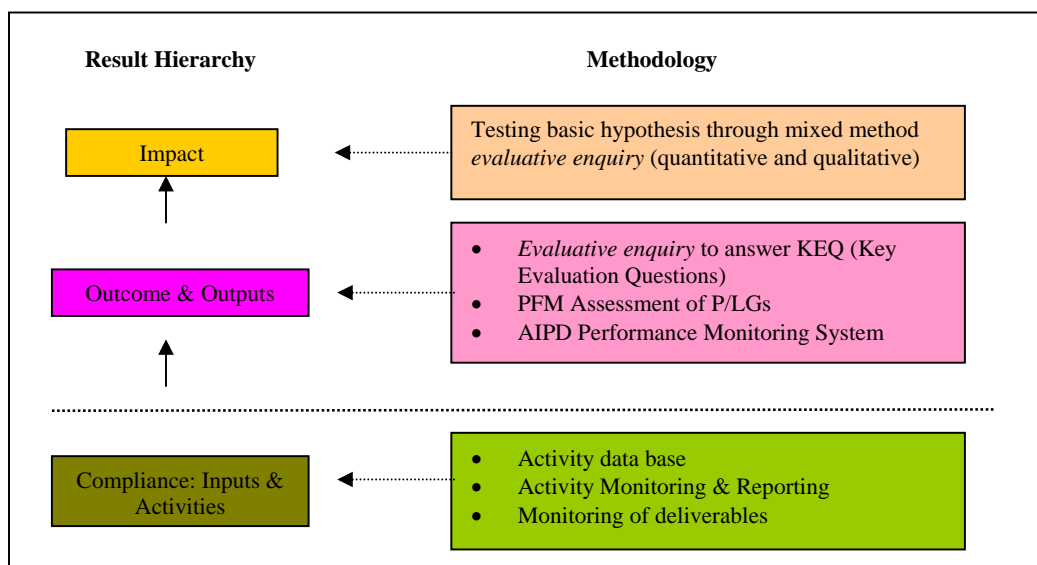 Result Hierarchy
Methodology
Impact
Testing basic hypothesis through mixed method
evaluative enquiry (quantitative and qualitative)
Outcome & Outputs
• Evaluative enquiry to answer KEQ (Key
Evaluation Questions)
• PFM Assessment of P/LGs
• AIPD Performance Monitoring System
Compliance: Inputs &
Activities
• Activity data base
• Activity Monitoring & Reporting
• Monitoring of deliverables